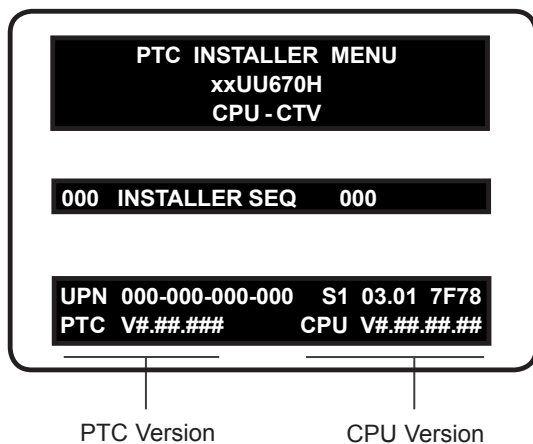 PTC INSTALLER MENU
xxUU670H
CPU - CTV
000 INSTALLER SEQ 000
UPN 000-000-000-000 S1 03.01 7F78
PTC V#.##.### CPU V#.##.##.##
PTC Version CPU Version